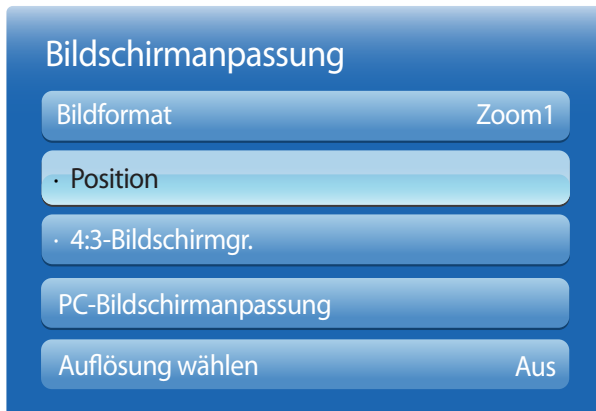 Bildschirmanpassung
Bildformat Zoom1
· Position
· 4:3-Bildschirmgr.
PC-Bildschirmanpassung
Auflösung wählen Aus